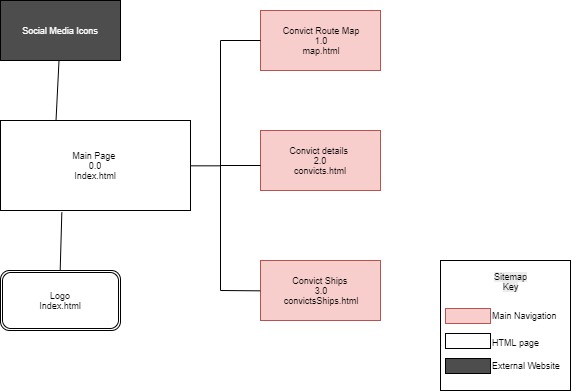 Social Media Icons
Main Page
0.0
Index.html
Logo
Index.html
Convict Route Map
1.0
map.html
Convict details
2.0
convicts.html
Convict Ships
3.0
convictsShips.html
Sitemap
Key
Main Navigation
HTML page
External Website